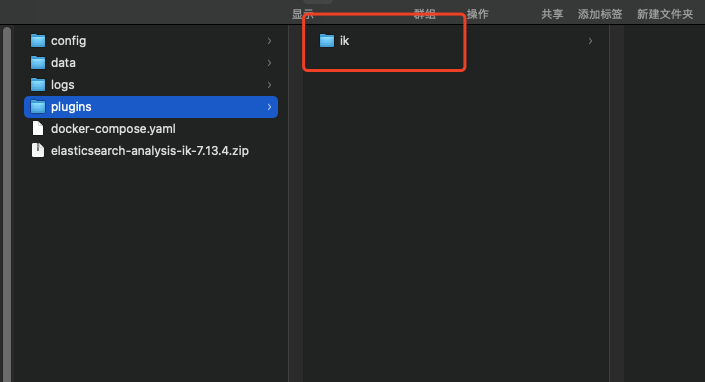 显示 群组 操作 共享 添加标签 新建文件夹
config
data
logs
plugins
docker-compose.yaml
elasticsearch-analysis-ik-7.13.4.zip
ik